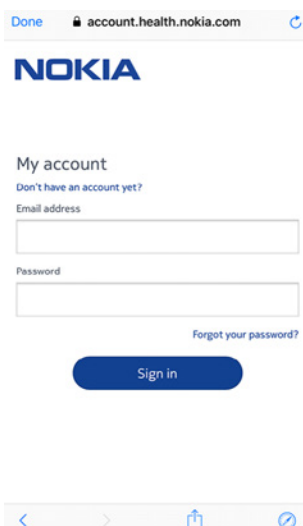 Done account.health.nokia.com
NOKIA
My account
Don't have an account yet?
Email address
Password
Forgot your password?
Sign in